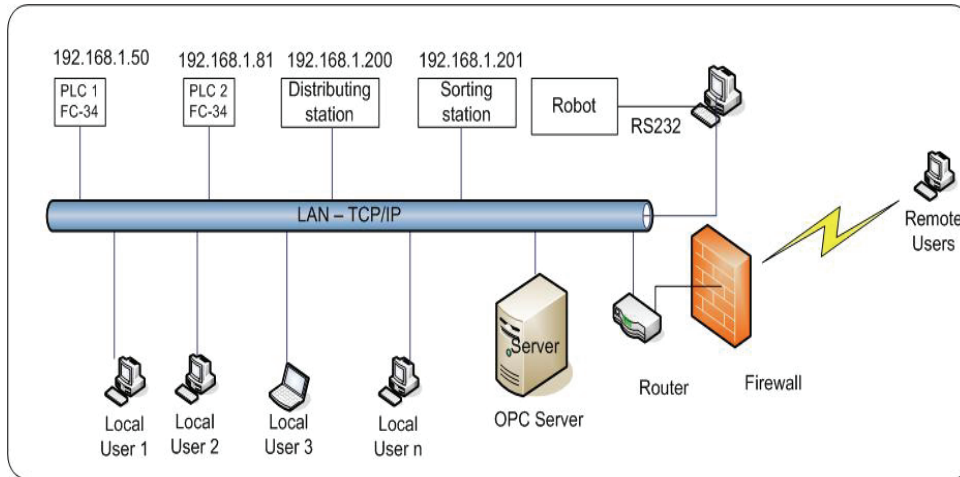 192.168.1.50
192.168.1.81
192.168.1.200
192.168.1.201
PLC 1
FC-34
PLC 2
FC-34
Distributing
station
Sorting
station
Robot
RS232
LAN – TCP/IP
Remote
Users
Server
Local
User 1
Local
User 2
Local
User 3
Local
User n
OPC Server
Router
Firewall